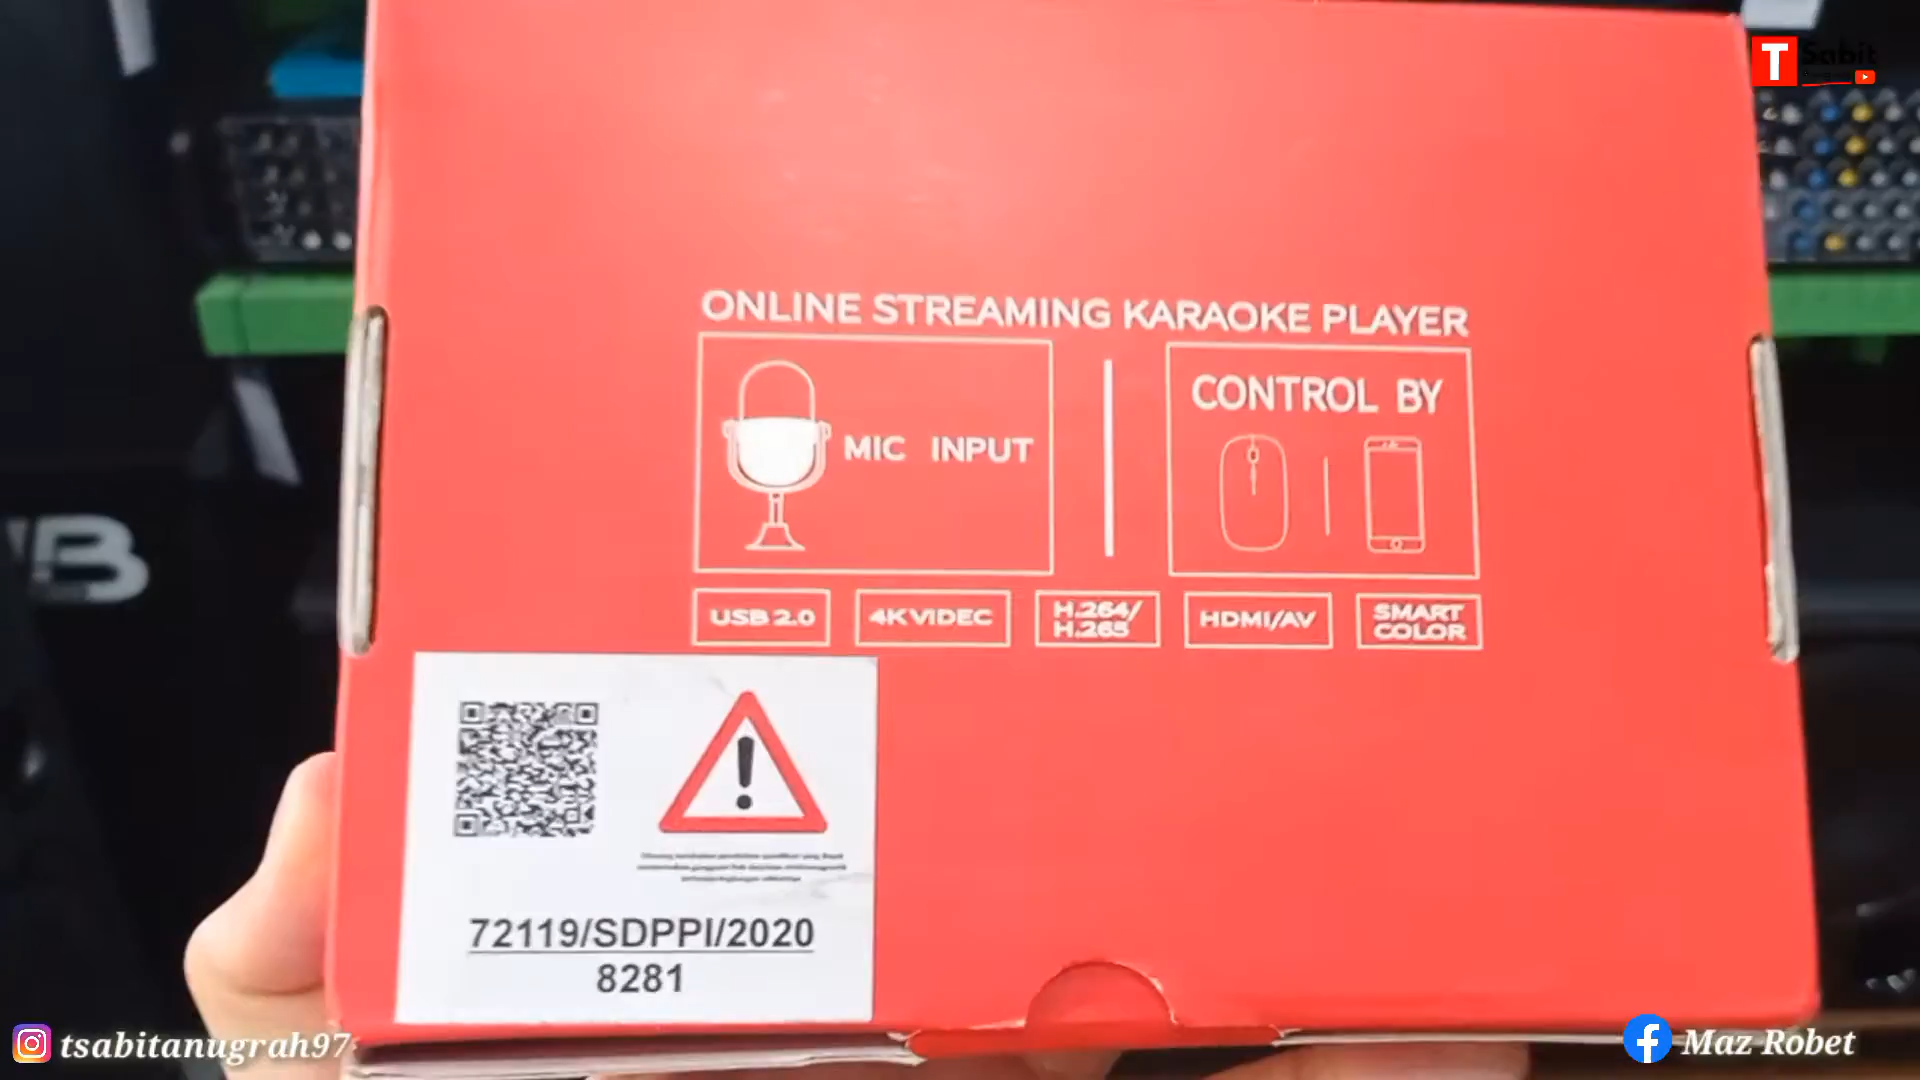 T Sabit
ONLINE STREAMING KARAOKE PLAYER
MIC INPUT
CONTROL BY
USB 2.0
4K VIDEC
H.264/
H.265
HDMI/AV
SMART
COLOR
72119/SDPPI/2020
8281
B
tsabitanugrah97
Maz Robet